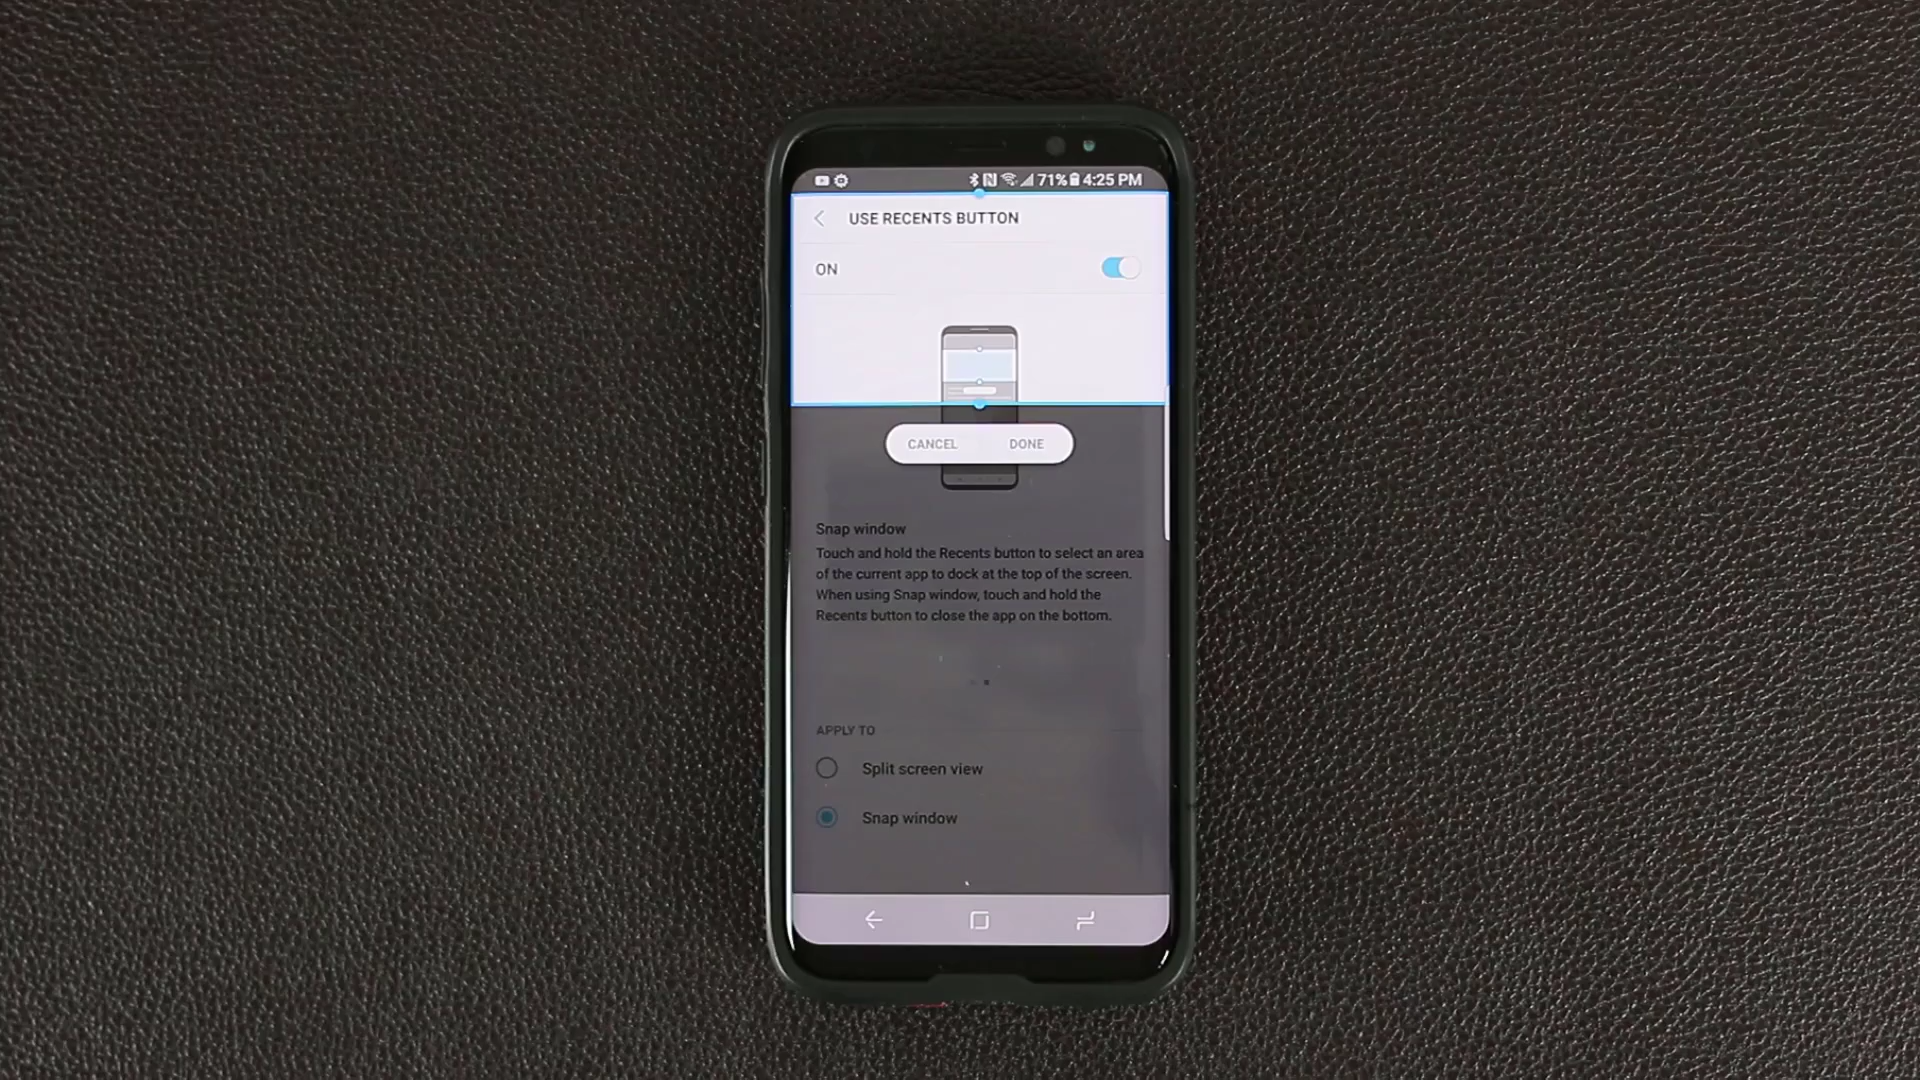 71% 4:25 PM
USE RECENTS BUTTON
ON
CANCEL DONE
Snap window
Touch and hold the Recents button to select an area
of the current app to dock at the top of the screen.
When using Snap window, touch and hold the
Recents button to close the app on the bottom.
APPLY TO
Split screen view
Snap window